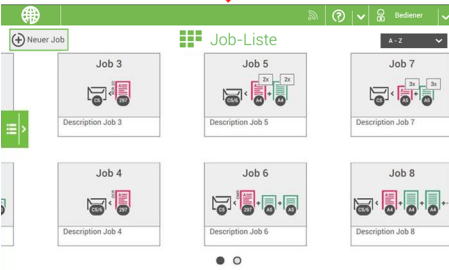 Bediener
Neuer Job
Job-Liste
A - Z
Job 3
Job 5
Job 7
2x 2x
3x 3x
C5 297
C5/6 A4 A4
C5 A5 A5
Description Job 3
Description Job 5
Description Job 7
Job 4
Job 6
Job 8
C5/6 297
C5 297 A5 A5
C5/6 A4 A4 A4
Description Job 4
Description Job 6
Description Job 8